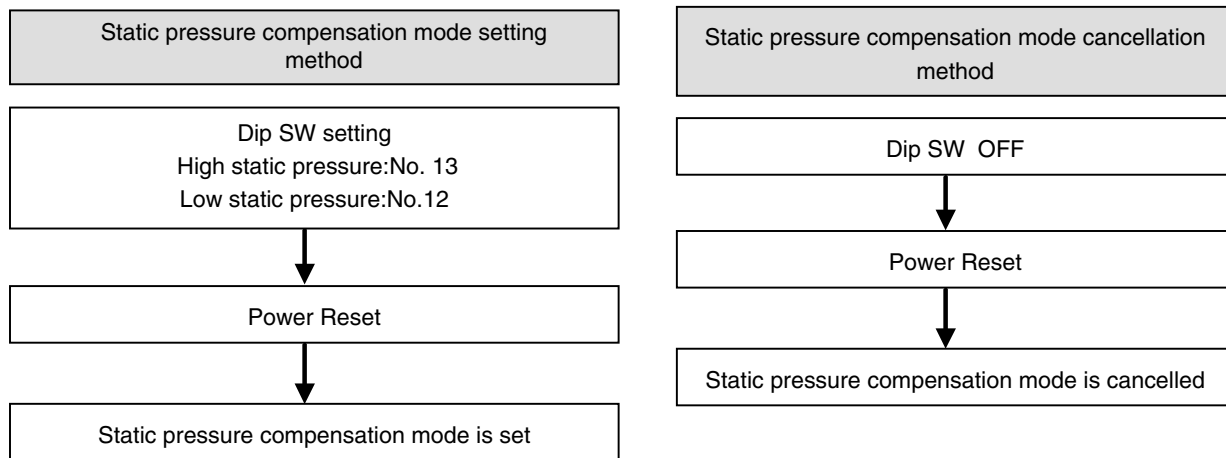 Static pressure compensation mode setting
method
Dip SW setting
High static pressure:No. 13
Low static pressure:No.12
Power Reset
Static pressure compensation mode is set
Static pressure compensation mode cancellation
method
Dip SW OFF
Power Reset
Static pressure compensation mode is cancelled